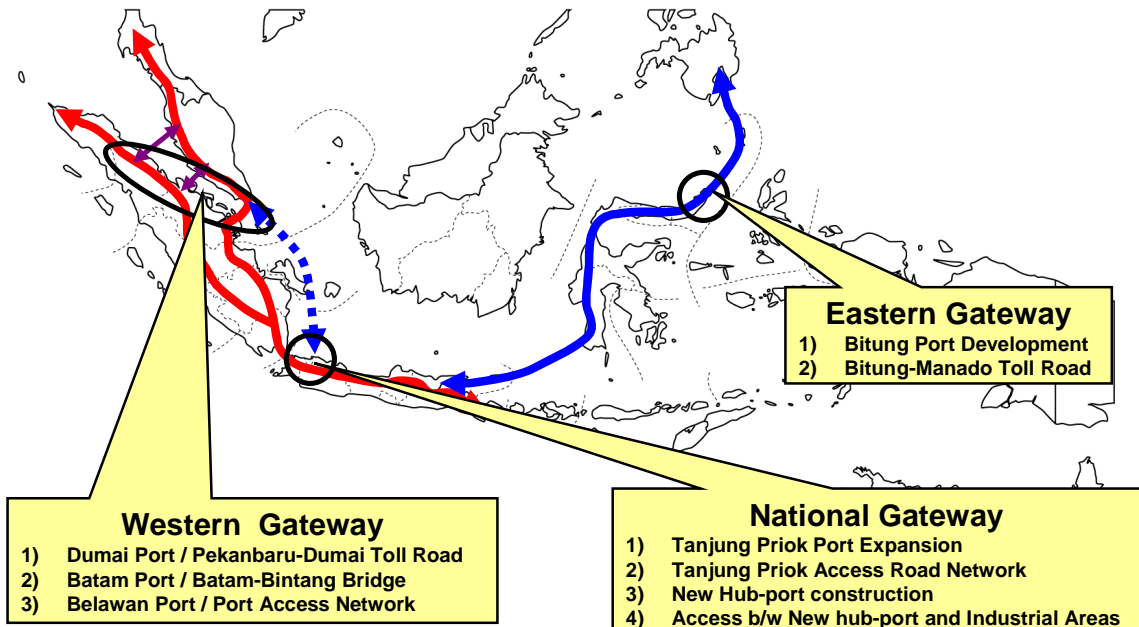 Eastern Gateway
1) Bitung Port Development
2) Bitung-Manado Toll Road
Western Gateway
1) Dumai Port / Pekanbaru-Dumai Toll Road
2) Batam Port / Batam-Bintang Bridge
3) Belawan Port / Port Access Network
National Gateway
1) Tanjung Priok Port Expansion
2) Tanjung Priok Access Road Network
3) New Hub-port construction
4) Access b/w New hub-port and Industrial Areas